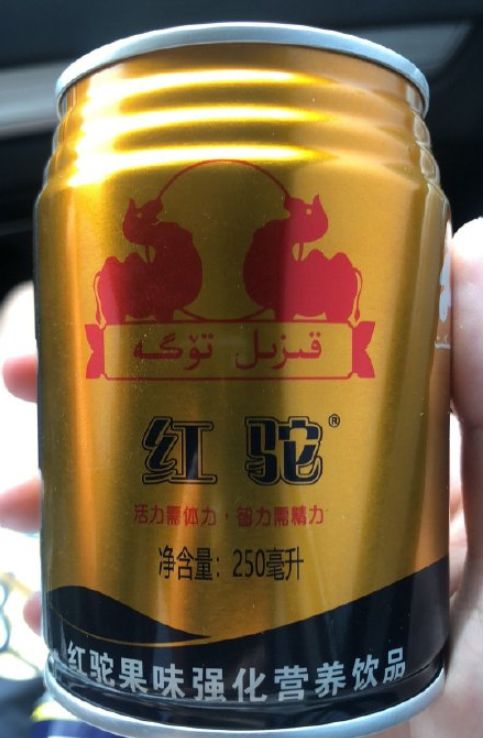 قىزىل تۆگە
红驼®
活力需体力·智力需精力
净含量：250毫升
红驼果味强化营养饮品